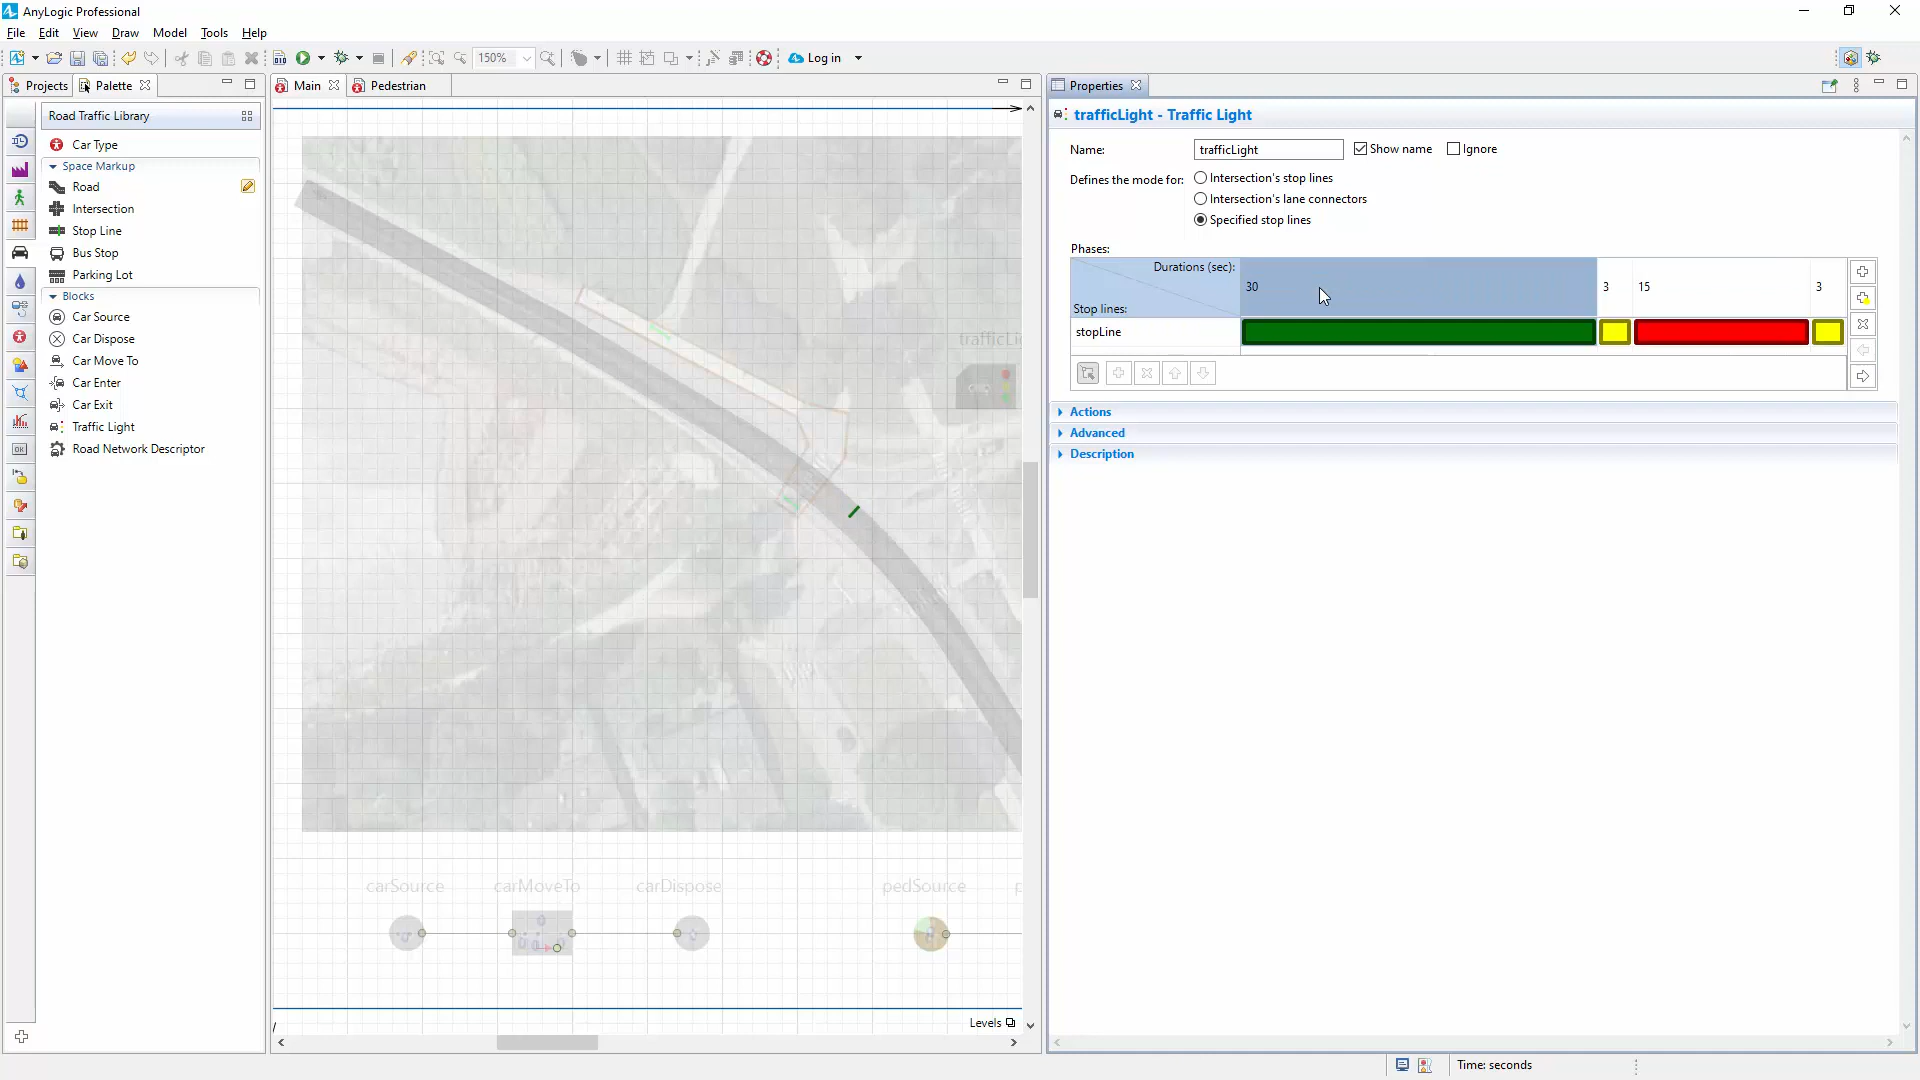 AnyLogic Professional
File Edit View Draw Model Tools Help
150%
Log in
Projects
Palette
Main
Pedestrian
Properties
Road Traffic Library
Car Type
Space Markup
Road
Intersection
Stop Line
Bus Stop
Parking Lot
Blocks
Car Source
Car Dispose
Car Move To
Car Enter
Car Exit
Traffic Light
Road Network Descriptor
trafficLi
carSource
carMoveTo
carDispose
pedSource
p
Levels
trafficLight - Traffic Light
Name:
trafficLight
Show name
Ignore
Defines the mode for:
Intersection's stop lines
Intersection's lane connectors
Specified stop lines
Phases:
Durations (sec):
30
3
15
3
Stop lines:
stopLine
Actions
Advanced
Description
Time: seconds